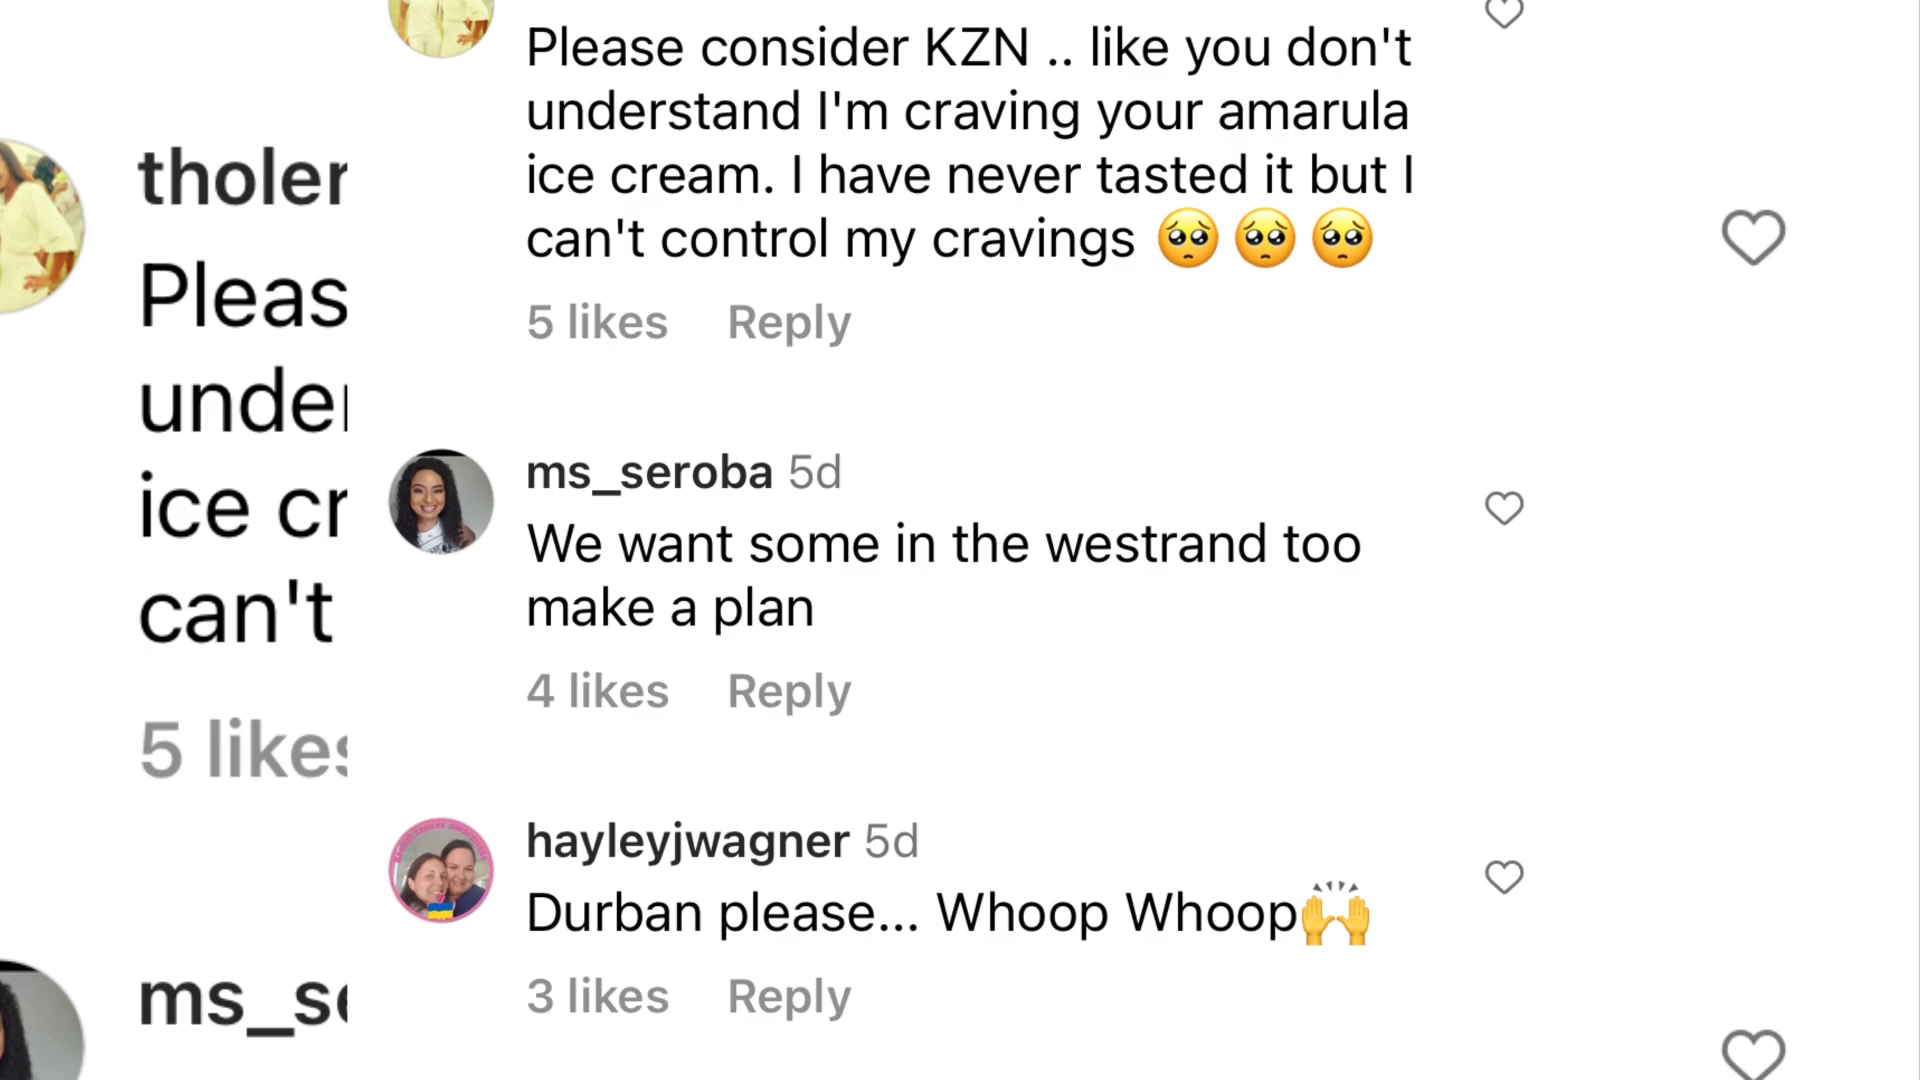 Please consider KZN .. like you don't
understand I'm craving your amarula
ice cream. I have never tasted it but I
can't control my cravings 🥺 🥺 🥺
5 likes Reply
ms_seroba 5d
We want some in the westrand too
make a plan
4 likes Reply
hayleyjwagner 5d
Durban please... Whoop Whoop🙌
3 likes Reply
tholer
Pleas
under
ice cr
can't
5 likes
ms_se